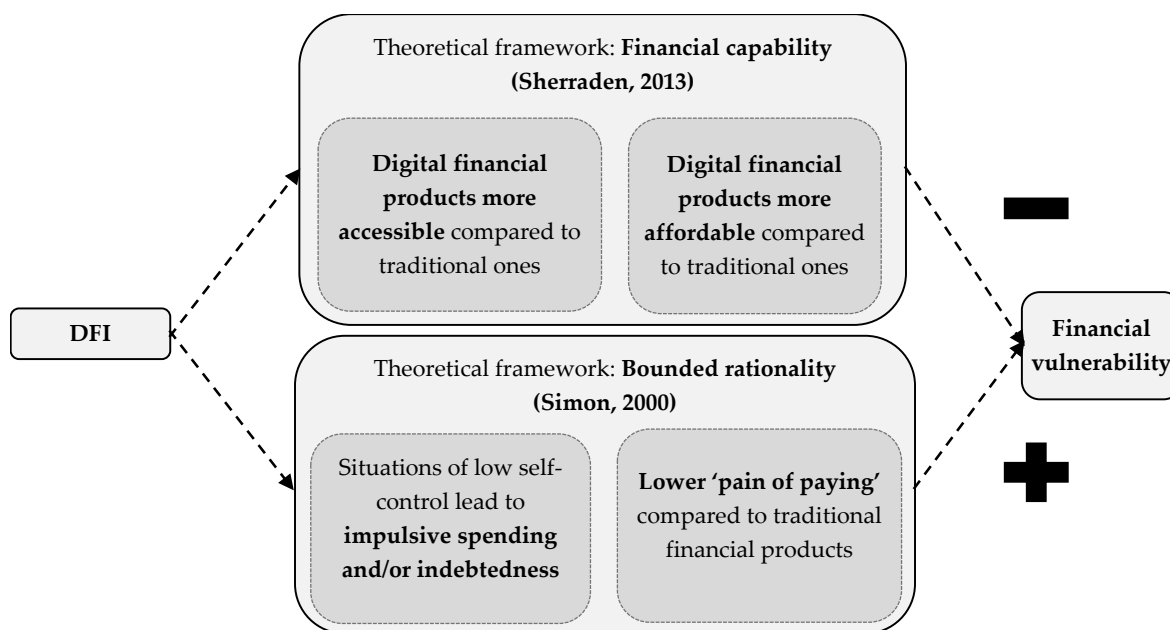 Theoretical framework: Financial capability
(Sherraden, 2013)
Digital financial
products more
accessible compared to
traditional ones
Digital financial
products more
affordable compared
to traditional ones
DFI
Financial
vulnerability
Theoretical framework: Bounded rationality
(Simon, 2000)
Situations of low self-
control lead to
impulsive spending
and/or indebtedness
Lower ‘pain of paying’
compared to traditional
financial products